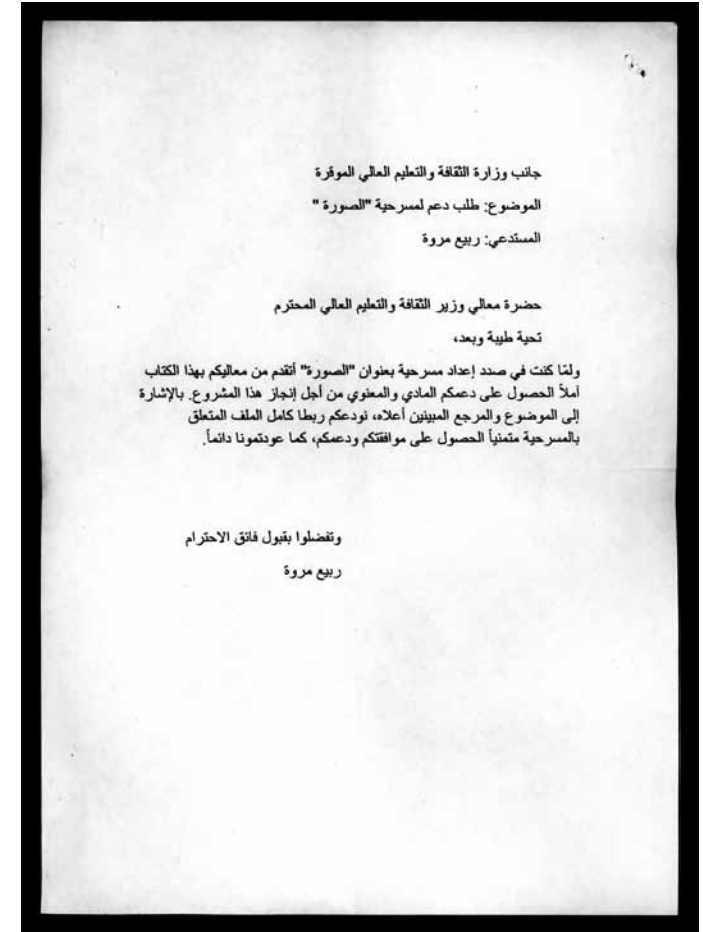 جانب وزارة الثقافة والتعليم العالي الموقرة
الموضوع: طلب دعم لمسرحية "الصورة "
المستدعي: ربيع مروة
حضرة معالي وزير الثقافة والتعليم العالي المحترم
تحية طيبة وبعد،
ولمّا كنت في صدد إعداد مسرحية بعنوان "الصورة" أتقدم من معاليكم بهذا الكتاب
آملاً الحصول على دعمكم المادي والمعنوي من أجل إنجاز هذا المشروع. بالإشارة
إلى الموضوع والمرجع المبينين أعلاه، نودعكم ربطا كامل الملف المتعلق
بالمسرحية متمنياً الحصول على موافقتكم ودعمكم، كما عودتمونا دائماً.
وتفضلوا بقبول فائق الاحترام
ربيع مروة